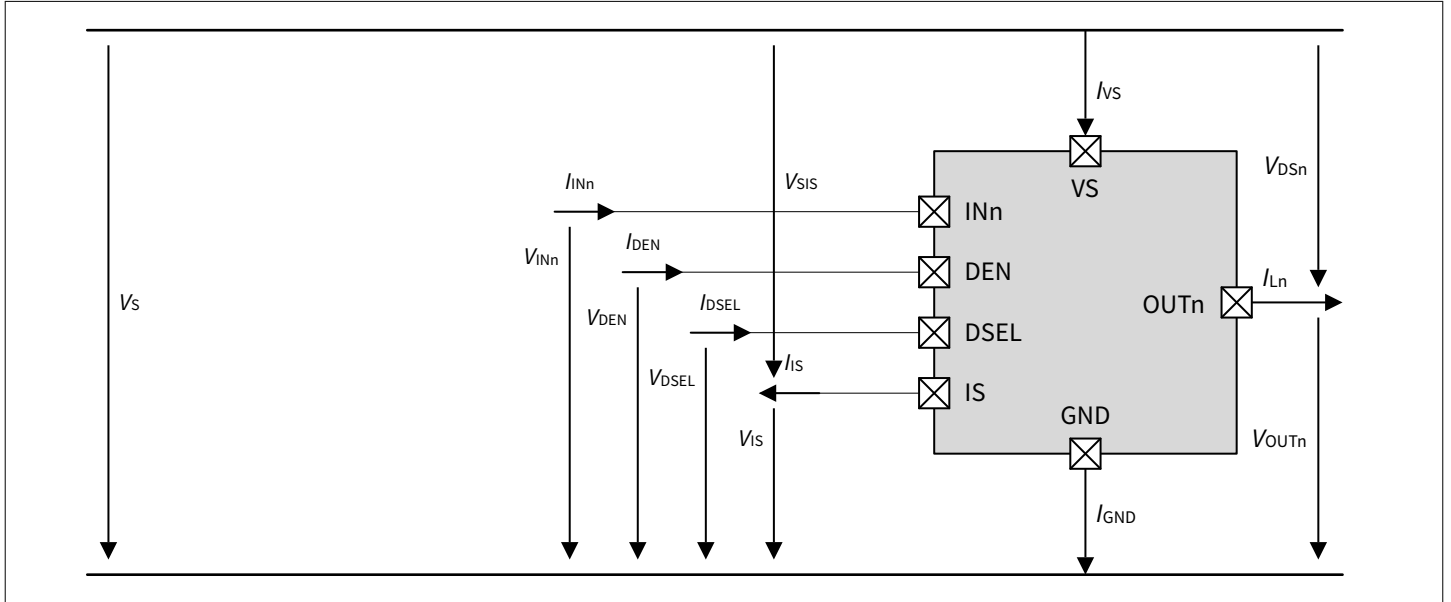 IVS
VDSn
VS
IINn
VSIS
INn
VINn
IDEN
DEN
VS
VDEN
IDSEL
DSEL
ILn
OUTn
VDSEL
IIS
IS
GND
VIS
VOUTn
IGND